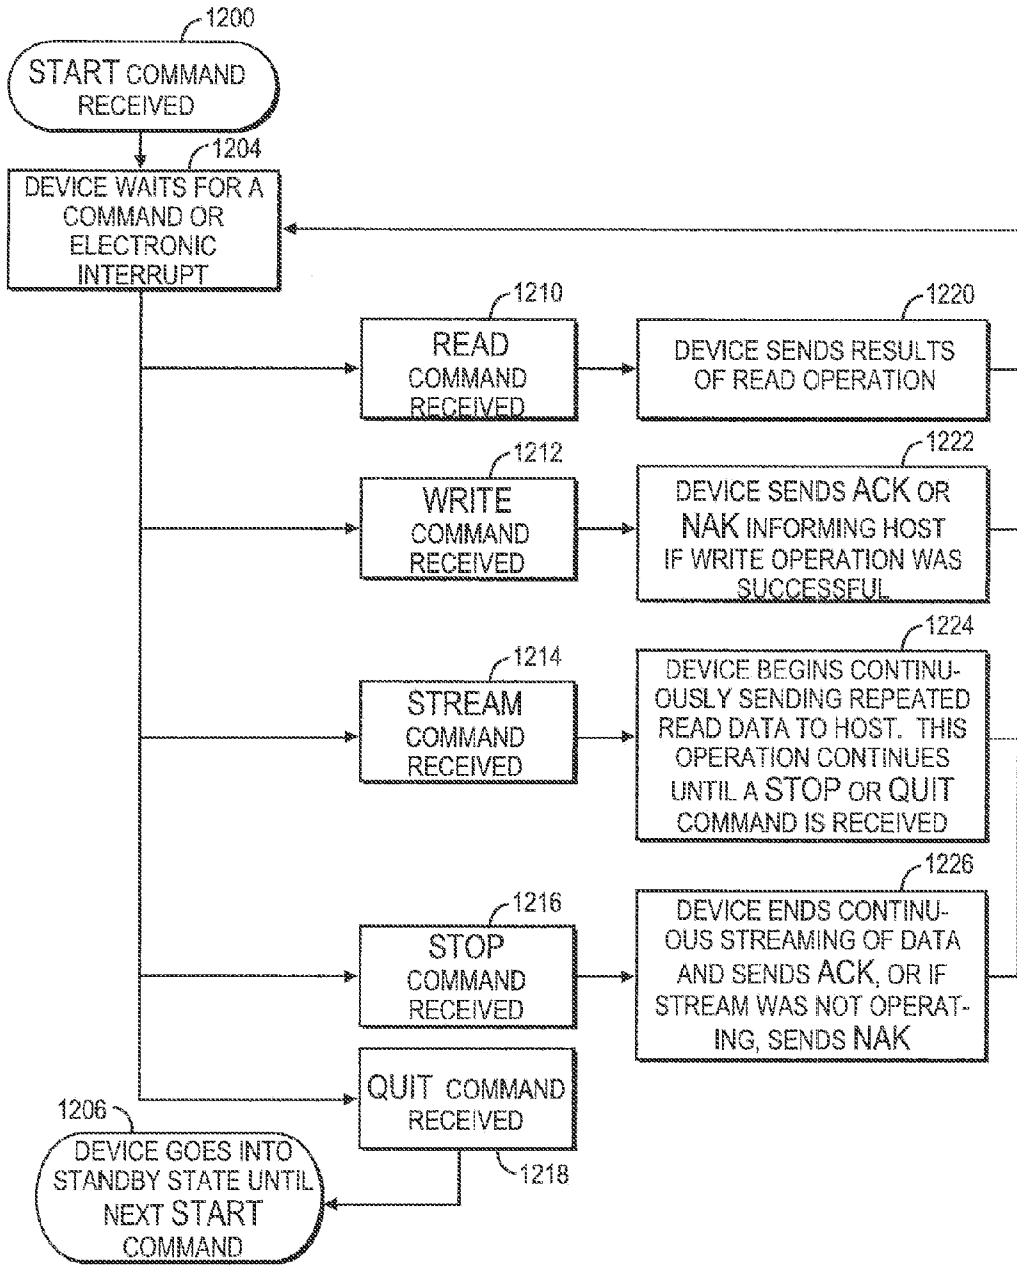 1200
START COMMAND
RECEIVED
1204
DEVICE WAITS FOR A
COMMAND OR
ELECTRONIC
INTERRUPT
1210
READ
COMMAND
RECEIVED
1220
DEVICE SENDS RESULTS
OF READ OPERATION
1212
WRITE
COMMAND
RECEIVED
1222
DEVICE SENDS ACK OR
NAK INFORMING HOST
IF WRITE OPERATION WAS
SUCCESSFUL
1214
STREAM
COMMAND
RECEIVED
1224
DEVICE BEGINS CONTINU-
OUSLY SENDING REPEATED
READ DATA TO HOST. THIS
OPERATION CONTINUES
UNTIL A STOP OR QUIT
COMMAND IS RECEIVED
1216
STOP
COMMAND
RECEIVED
1226
DEVICE ENDS CONTINU-
OUS STREAMING OF DATA
AND SENDS ACK, OR IF
STREAM WAS NOT OPERAT-
ING, SENDS NAK
QUIT COMMAND
RECEIVED
1218
1206
DEVICE GOES INTO
STANDBY STATE UNTIL
NEXT START
COMMAND